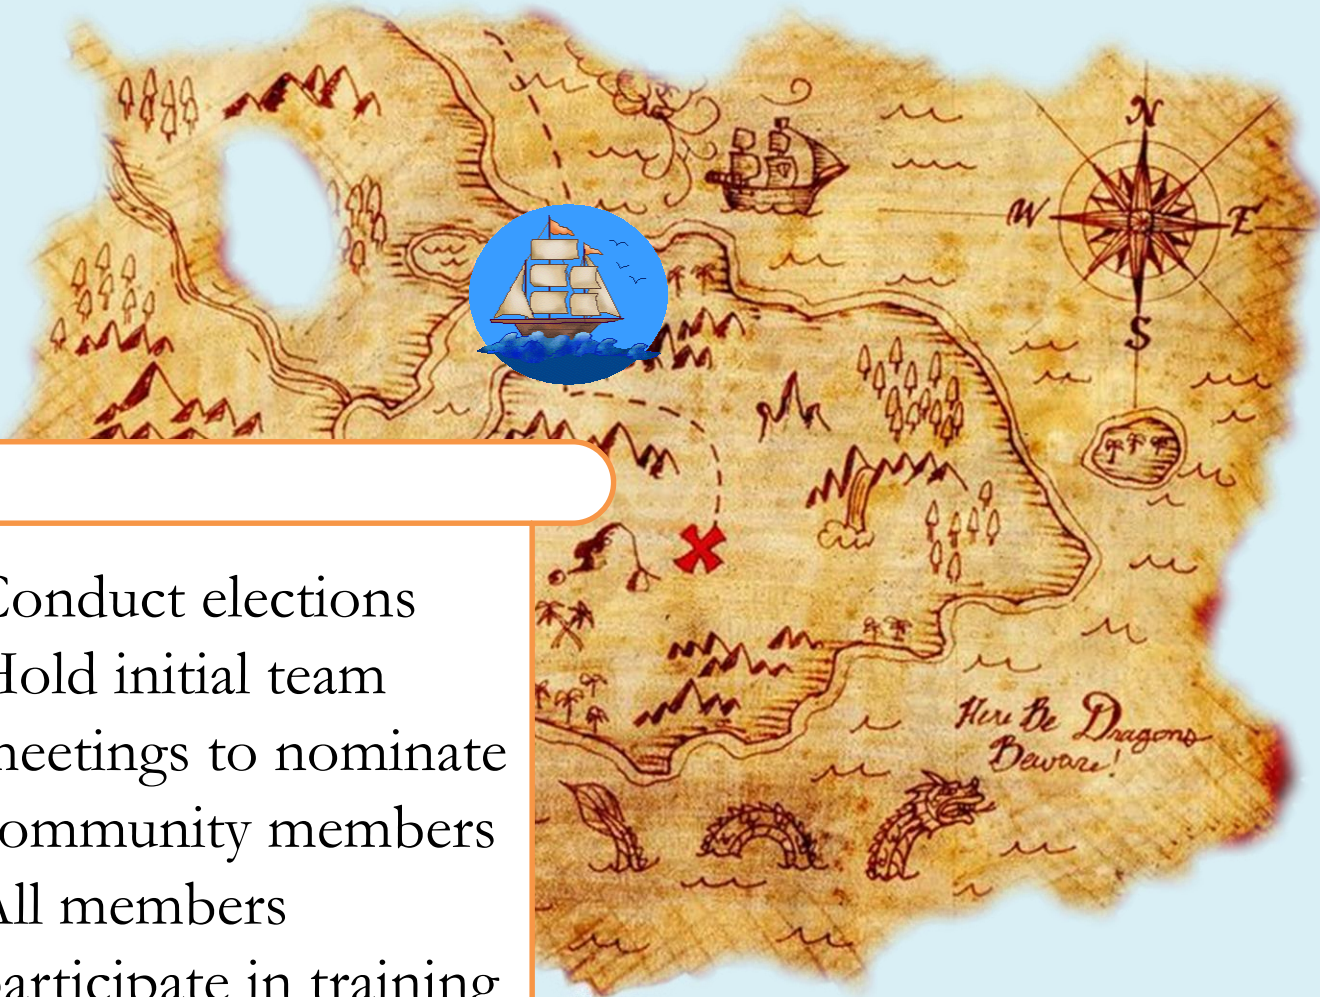 N
W E
S
Conduct elections
Hold initial team
meetings to nominate
community members
All members
participate in training
Here Be Dragons
Beware!